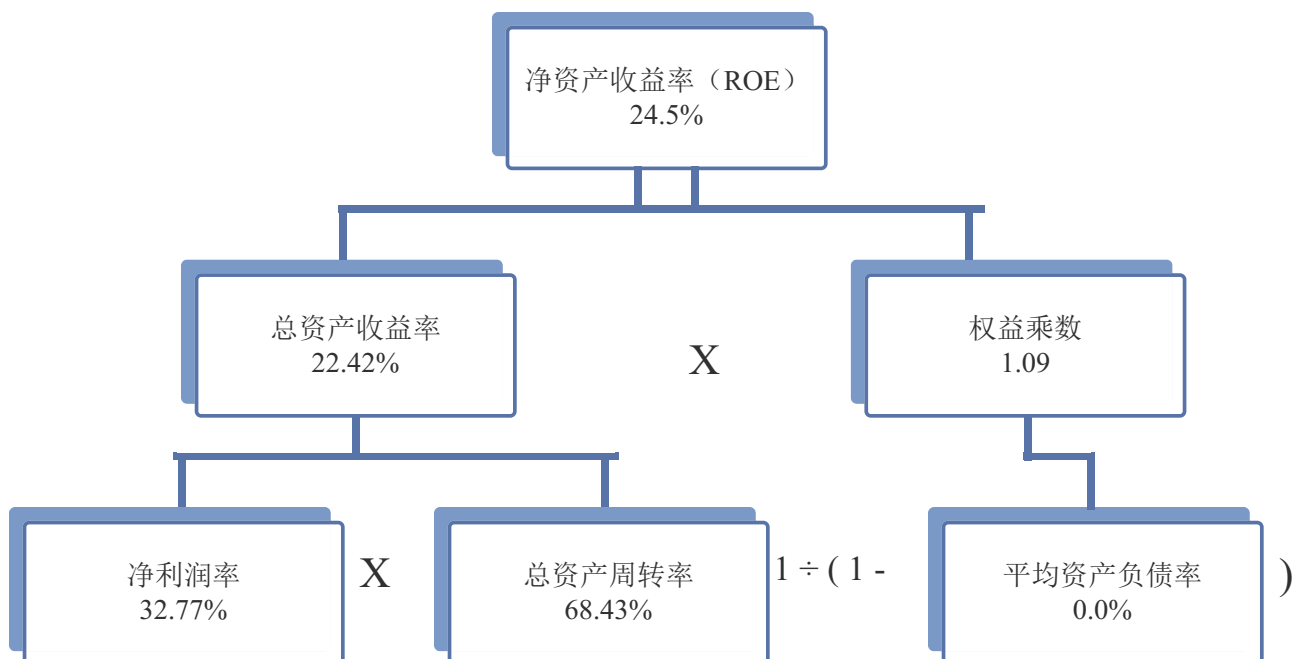 净资产收益率（ROE）
24.5%
总资产收益率
22.42%
X
权益乘数
1.09
净利润率
32.77%
X
总资产周转率
68.43%
1 ÷ ( 1 -
平均资产负债率
0.0%
)